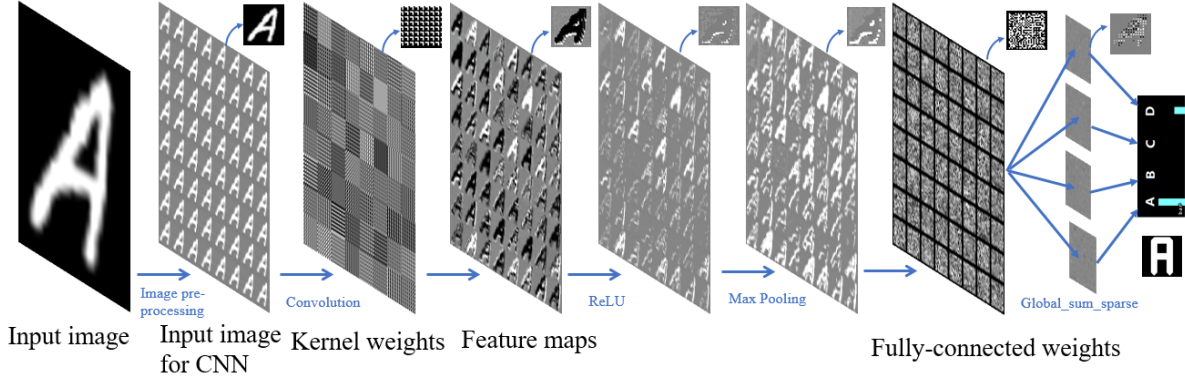 Image pre-
processing
Convolution
ReLU
Max Pooling
Global_sum_sparse
Input image
Input image
for CNN
Kernel weights
Feature maps
Fully-connected weights
A B C D
A